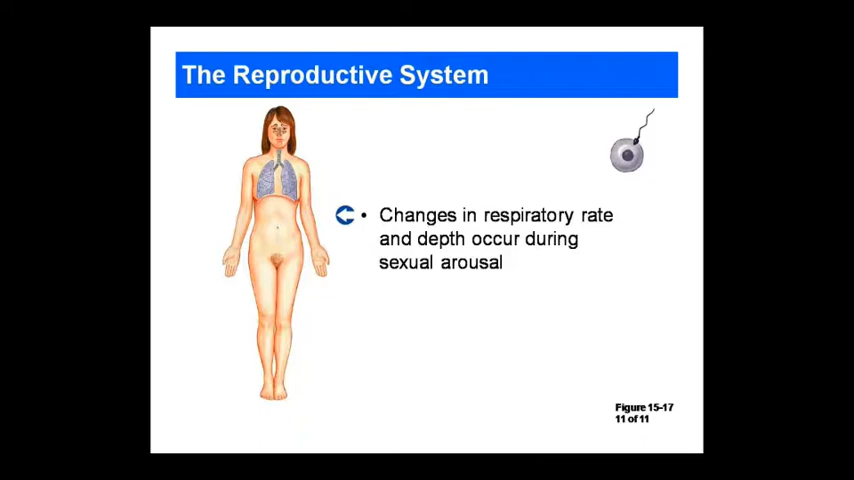 The Reproductive System
• Changes in respiratory rate
and depth occur during
sexual arousal
Figure 15-17
11 of 11